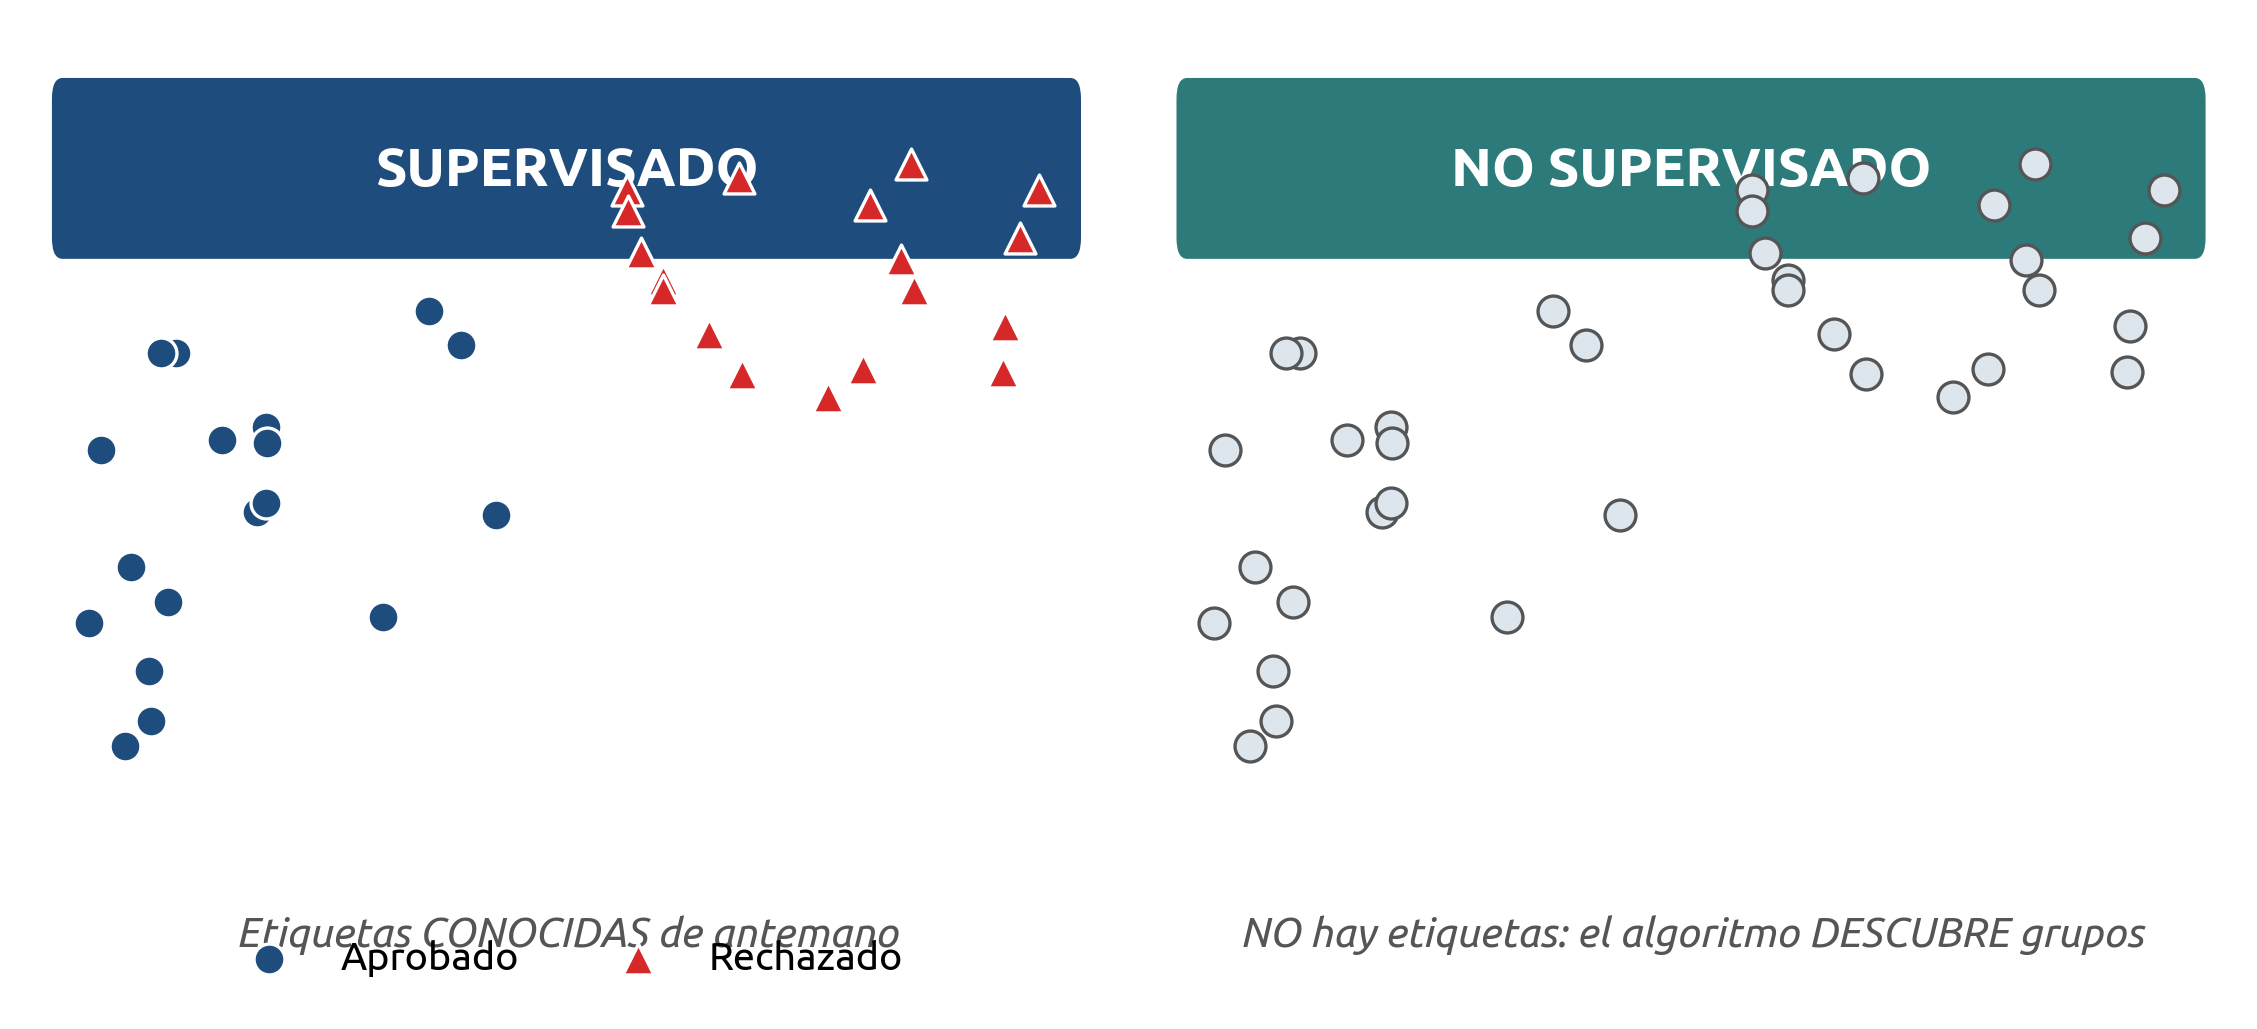 SUPERVISADO
Etiquetas CONOCIDAS de antemano
Aprobado
Rechazado
NO SUPERVISADO
NO hay etiquetas: el algoritmo DESCUBRE grupos